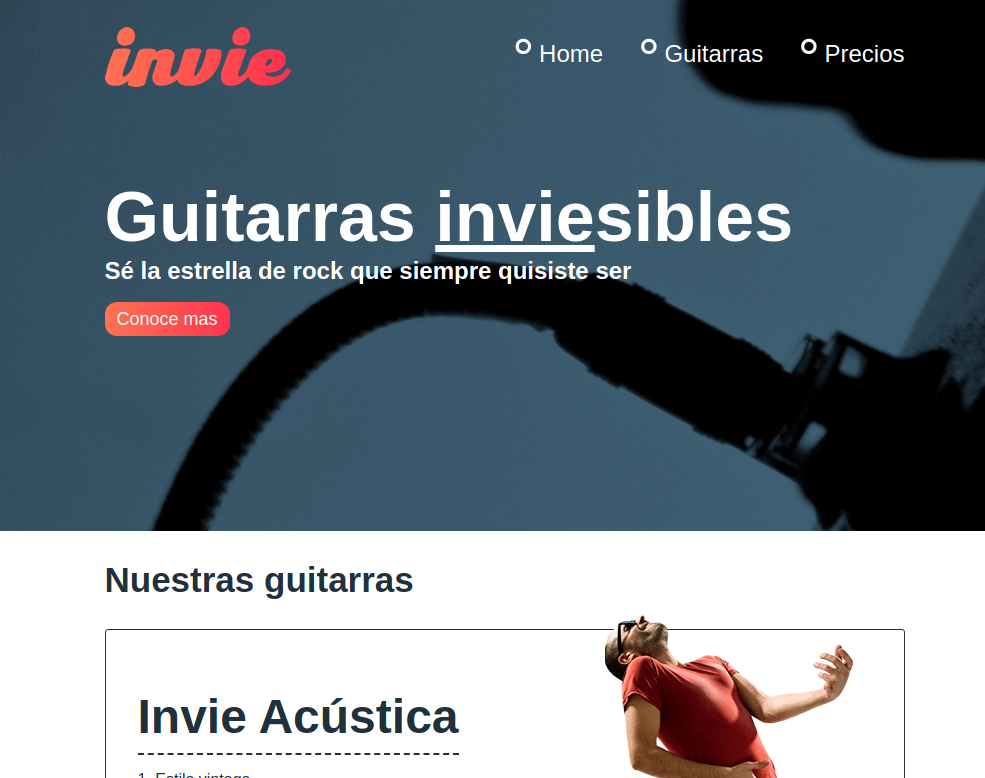 invie
Home Guitarras Precios
Guitarras inviesibles
Sé la estrella de rock que siempre quisiste ser
Conoce mas
Nuestras guitarras
Invie Acústica
1. Estilo vintage